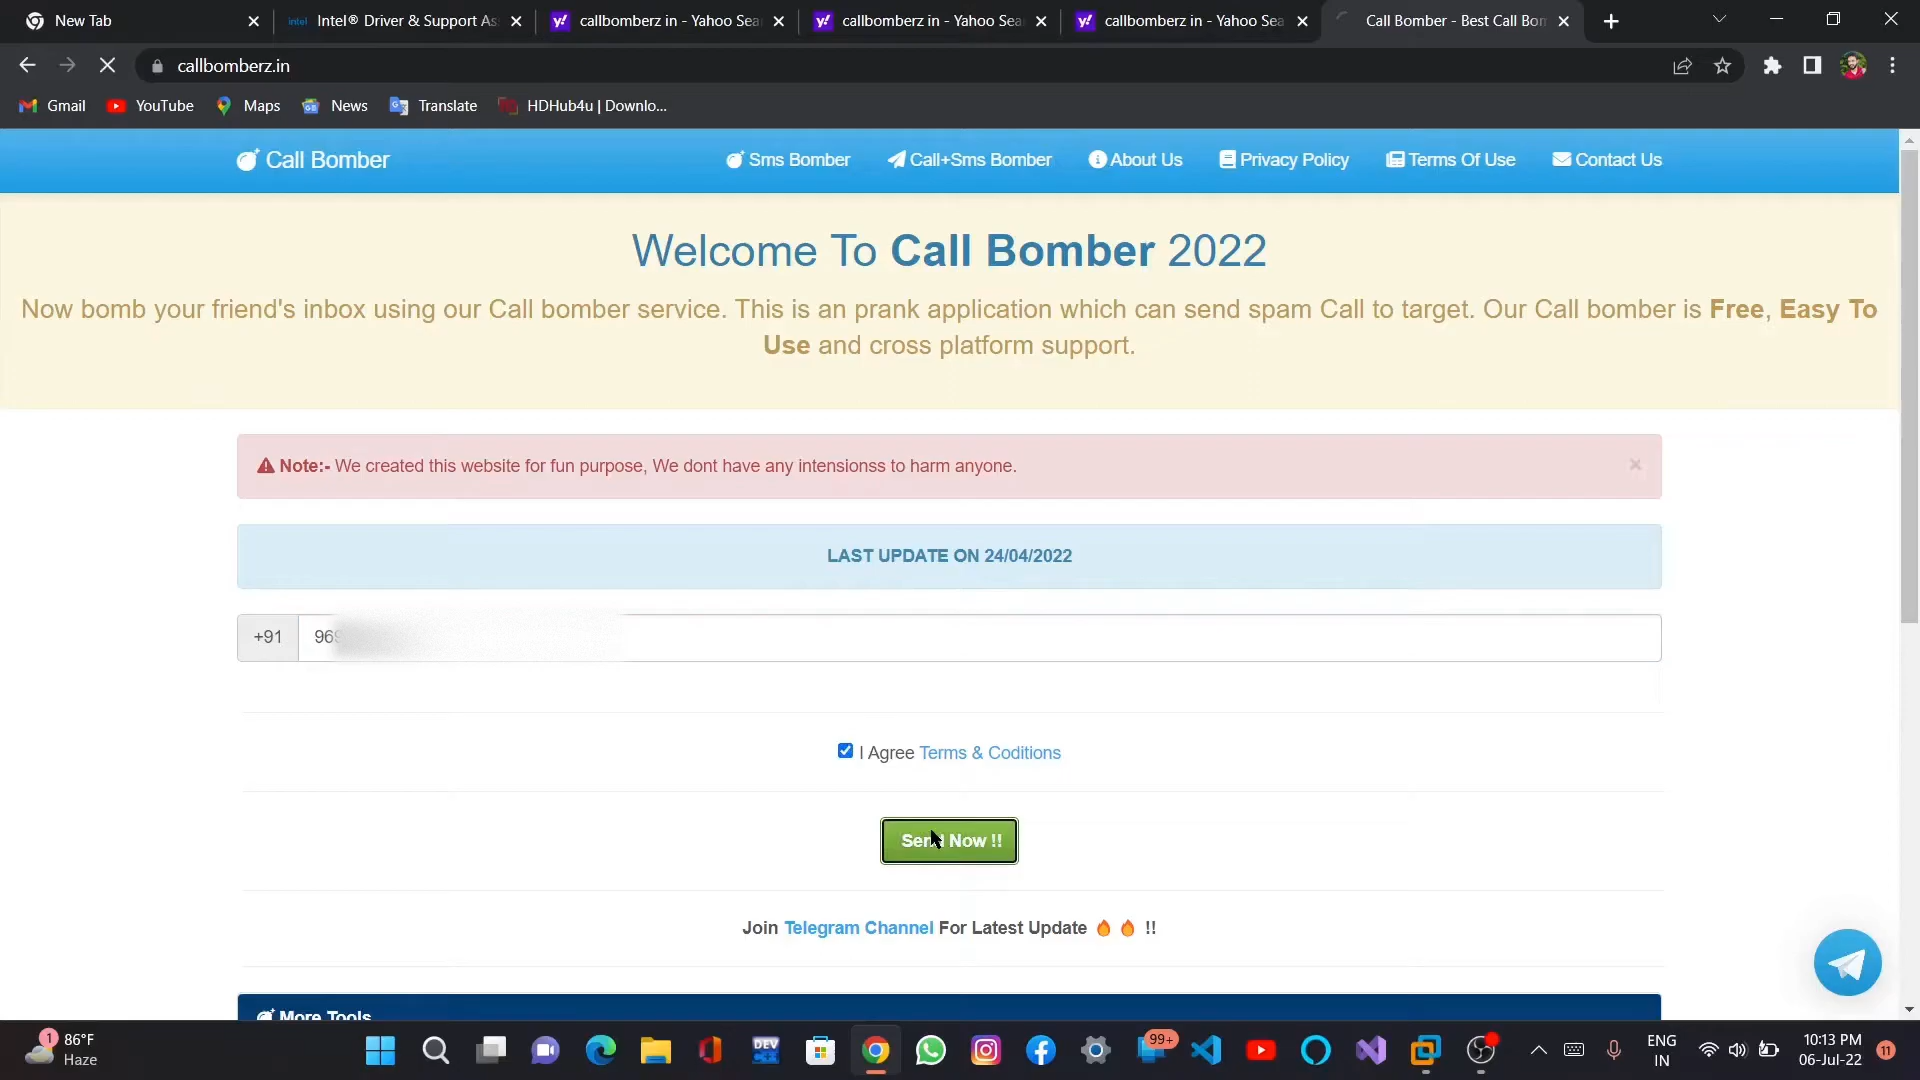 New Tab
Intel® Driver & Support As
callbomberz in - Yahoo Sea
callbomberz in - Yahoo Sea
callbomberz in - Yahoo Sea
Call Bomber - Best Call Bom
callbomberz.in
Gmail
YouTube
Maps
News
Translate
HDHub4u | Downlo...
Call Bomber
Sms Bomber
Call+Sms Bomber
About Us
Privacy Policy
Terms Of Use
Contact Us
Welcome To Call Bomber 2022
Now bomb your friend's inbox using our Call bomber service. This is an prank application which can send spam Call to target. Our Call bomber is Free, Easy To
Use and cross platform support.
Note:- We created this website for fun purpose, We dont have any intensionss to harm anyone.
LAST UPDATE ON 24/04/2022
+91
96
I Agree Terms & Coditions
Send Now !!
Join Telegram Channel For Latest Update 🔥 🔥 !!
More Tools
1
86°F
Haze
DEV
99+
ENG
IN
10:13 PM
06-Jul-22
11